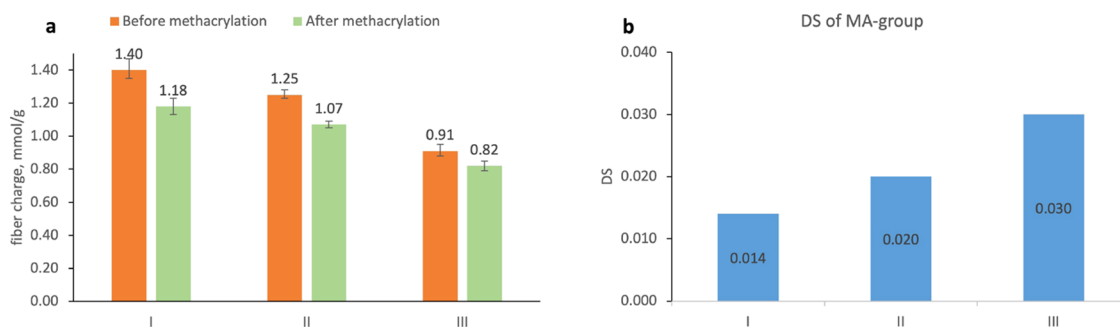 a
Before methacrylation
After methacrylation
fiber charge, mmol/g
1.40
1.20
1.00
0.80
0.60
0.40
0.20
0.00
1.40
1.18
1.25
1.07
0.91
0.82
I
II
III
b
DS of MA-group
DS
0.040
0.030
0.020
0.010
0.000
0.014
0.020
0.030
I
II
III